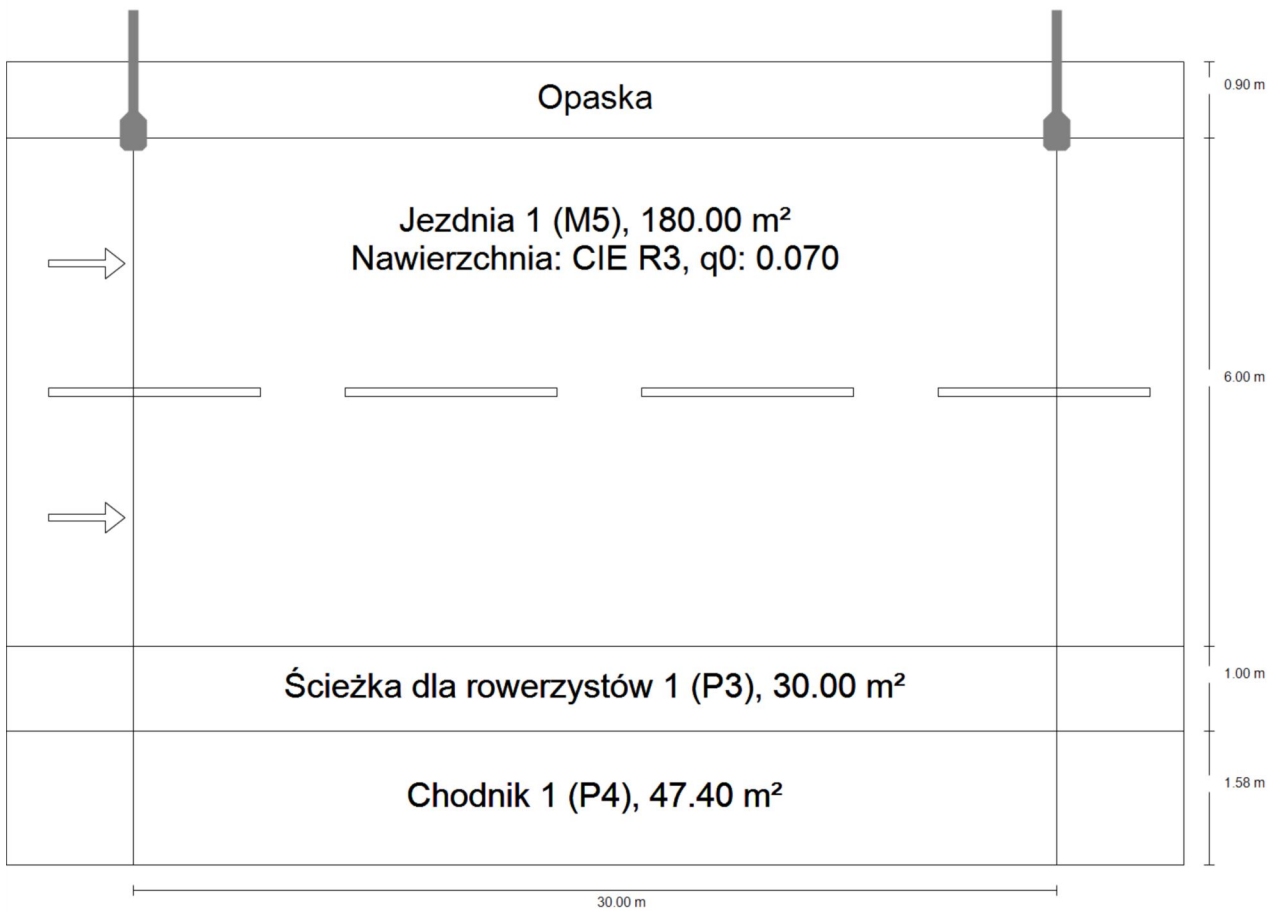 Opaska
0.90 m
Jezdnia 1 (M5), 180.00 m²
Nawierzchnia: CIE R3, q0: 0.070
6.00 m
Ścieżka dla rowerzystów 1 (P3), 30.00 m²
1.00 m
Chodnik 1 (P4), 47.40 m²
1.58 m
30.00 m